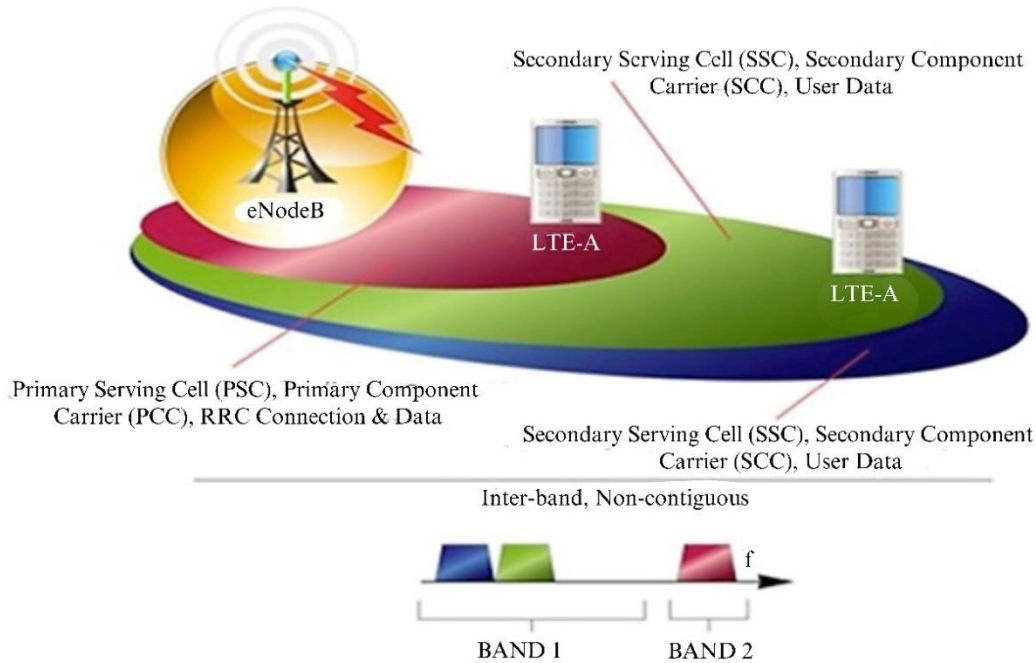 Secondary Serving Cell (SSC), Secondary Component
Carrier (SCC), User Data
eNodeB
LTE-A
LTE-A
Primary Serving Cell (PSC), Primary Component
Carrier (PCC), RRC Connection & Data
Secondary Serving Cell (SSC), Secondary Component
Carrier (SCC), User Data
Inter-band, Non-contiguous
f
BAND 1
BAND 2